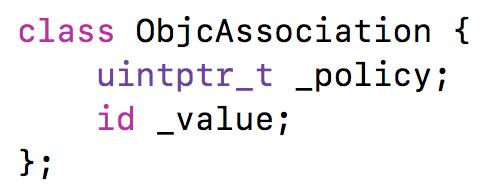 class ObjcAssociation {
    uintptr_t _policy;
    id _value;
};